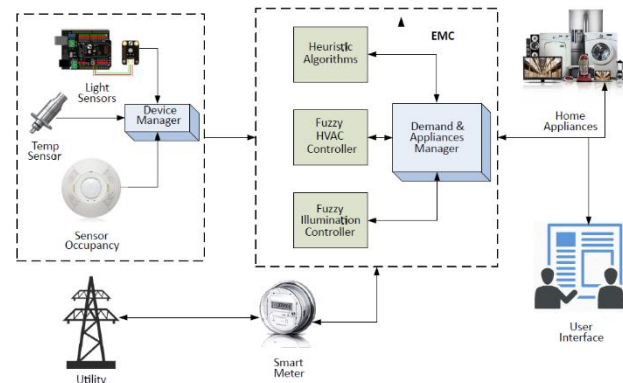 EMC
Heuristic
Algorithms
Light
Sensors
Device
Manager
Temp
Sensor
Fuzzy
HVAC
Controller
Demand &
Appliances
Manager
Home
Appliances
Fuzzy
Illumination
Controller
Sensor
Occupancy
User
Interface
Smart
Meter
Utility